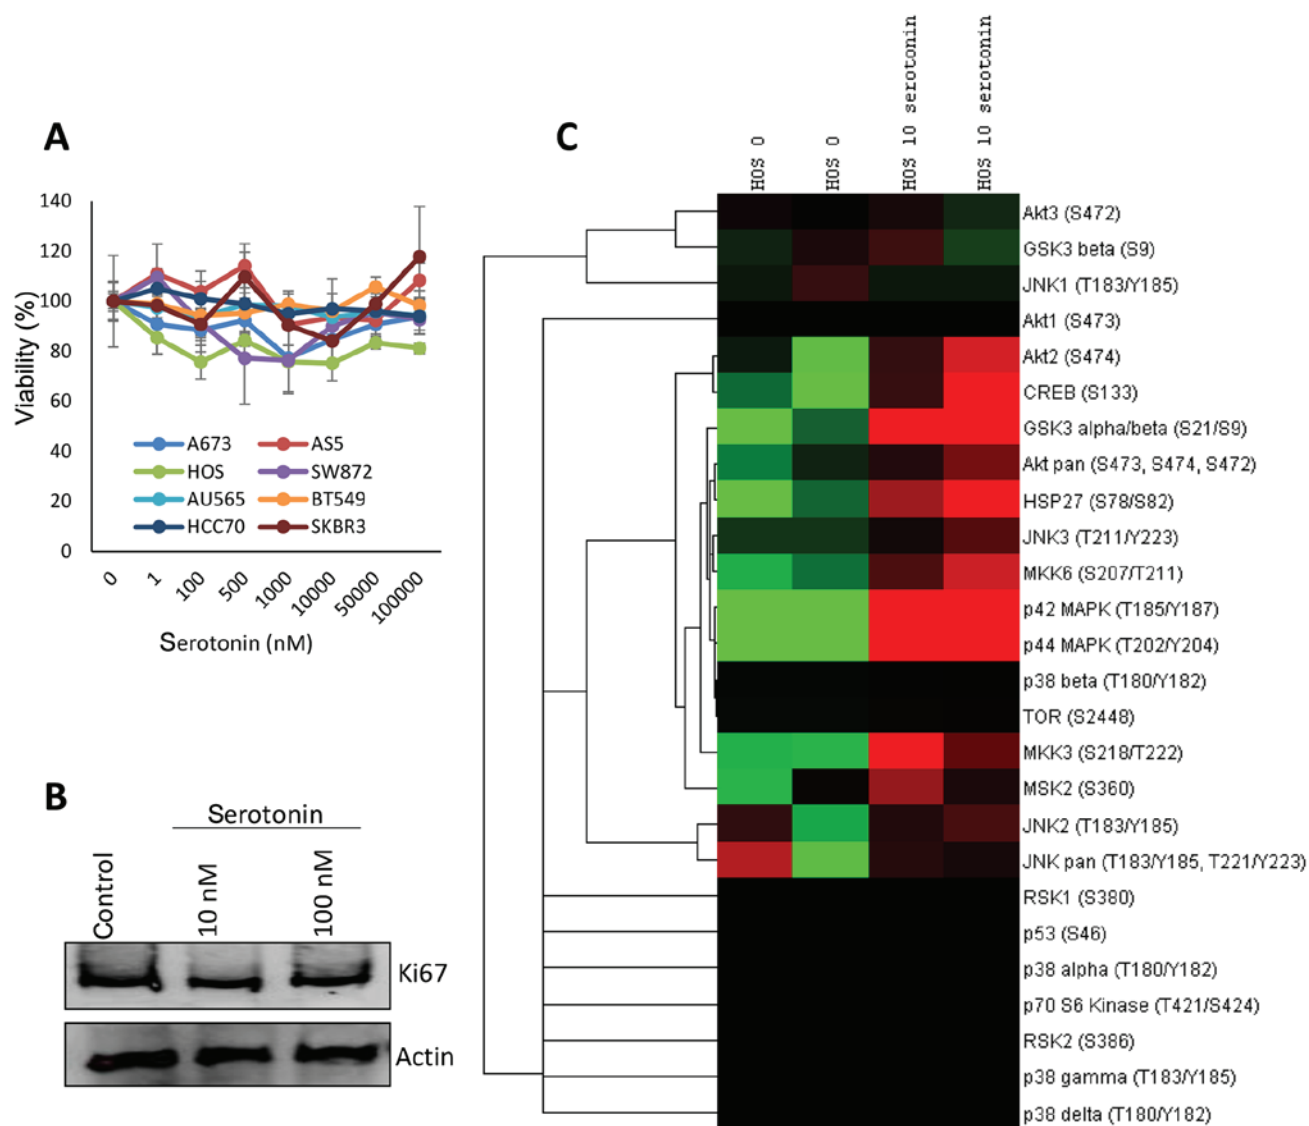 A
140
120
100
80
60
40
20
0
Viability (%)
A673
AS5
HOS
SW872
AU565
BT549
HCC70
SKBR3
0
1
100
500
1000
10000
50000
100000
Serotonin (nM)
B
Serotonin
Control
10 nM
100 nM
Ki67
Actin
C
HOS 0
HOS 0
HOS 10 serotonin
HOS 10 serotonin
Akt3 (S472)
GSK3 beta (S9)
JNK1 (T183/Y185)
Akt1 (S473)
Akt2 (S474)
CREB (S133)
GSK3 alpha/beta (S21/S9)
Akt pan (S473, S474, S472)
HSP27 (S78/S82)
JNK3 (T211/Y223)
MKK6 (S207/T211)
p42 MAPK (T185/Y187)
p44 MAPK (T202/Y204)
p38 beta (T180/Y182)
TOR (S2448)
MKK3 (S218/T222)
MSK2 (S360)
JNK2 (T183/Y185)
JNK pan (T183/Y185, T221/Y223)
RSK1 (S380)
p53 (S46)
p38 alpha (T180/Y182)
p70 S6 Kinase (T421/S424)
RSK2 (S386)
p38 gamma (T183/Y185)
p38 delta (T180/Y182)